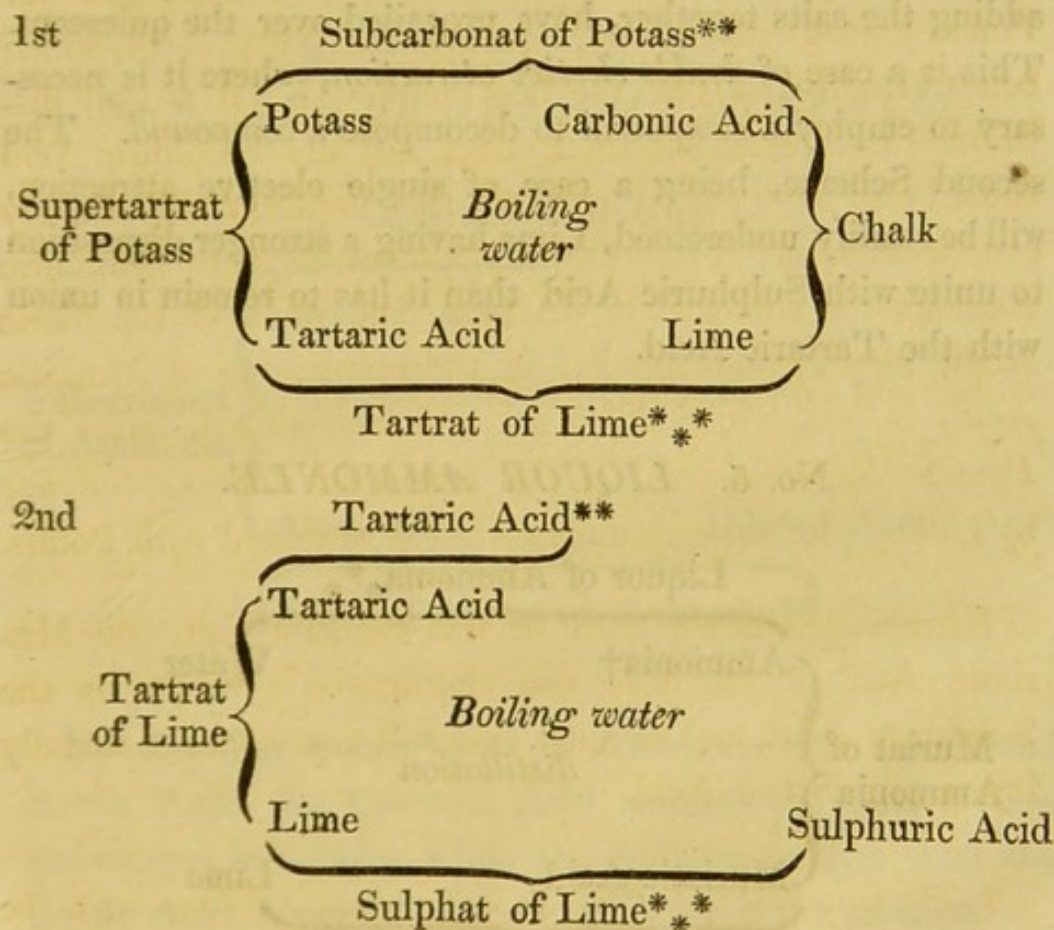 1st Subcarbonat of Potass**
Potass Carbonic Acid
Supertartrat
of Potass
Boiling
water
Chalk
Tartaric Acid Lime
Tartrat of Lime*⁎*
2nd Tartaric Acid**
Tartaric Acid
Tartrat
of Lime
Boiling water
Lime Sulphuric Acid
Sulphat of Lime*⁎*